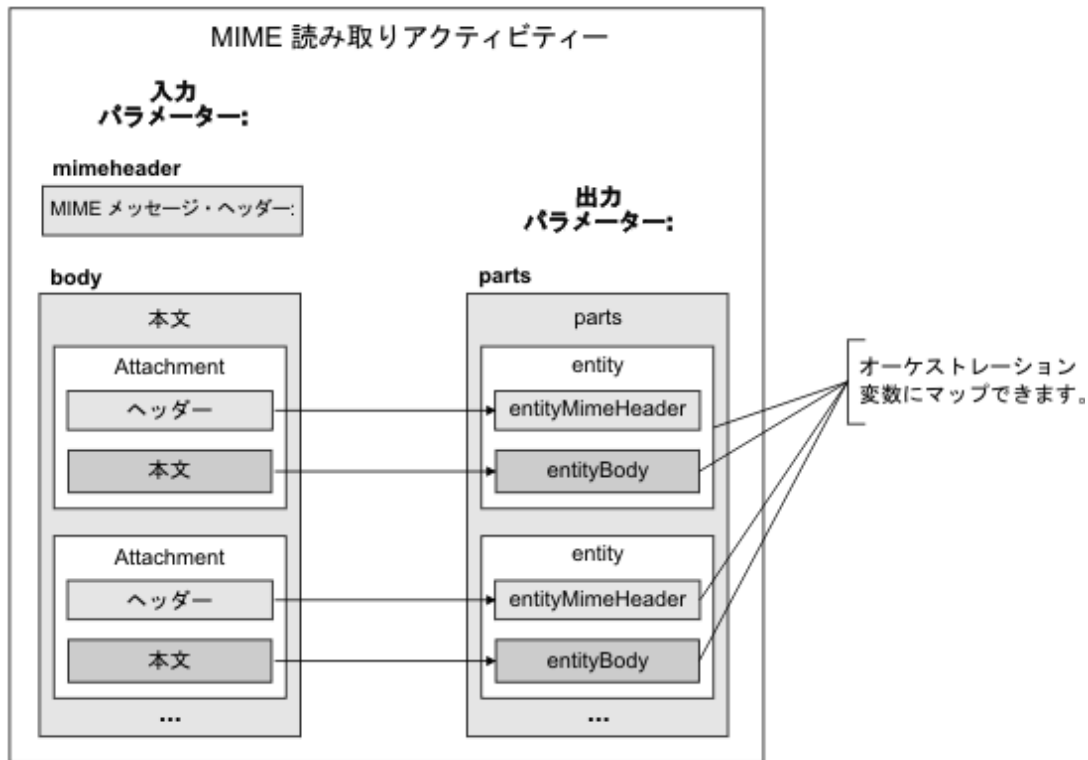 MIME 読み取りアクティビティー
入力
パラメーター:
mimeheader
MIME メッセージ・ヘッダー:
body
本文
Attachment
ヘッダー
本文
Attachment
ヘッダー
本文
...
出力
パラメーター:
parts
parts
entity
entityMimeHeader
entityBody
entity
entityMimeHeader
entityBody
...
オーケストレーション
変数にマップできます。